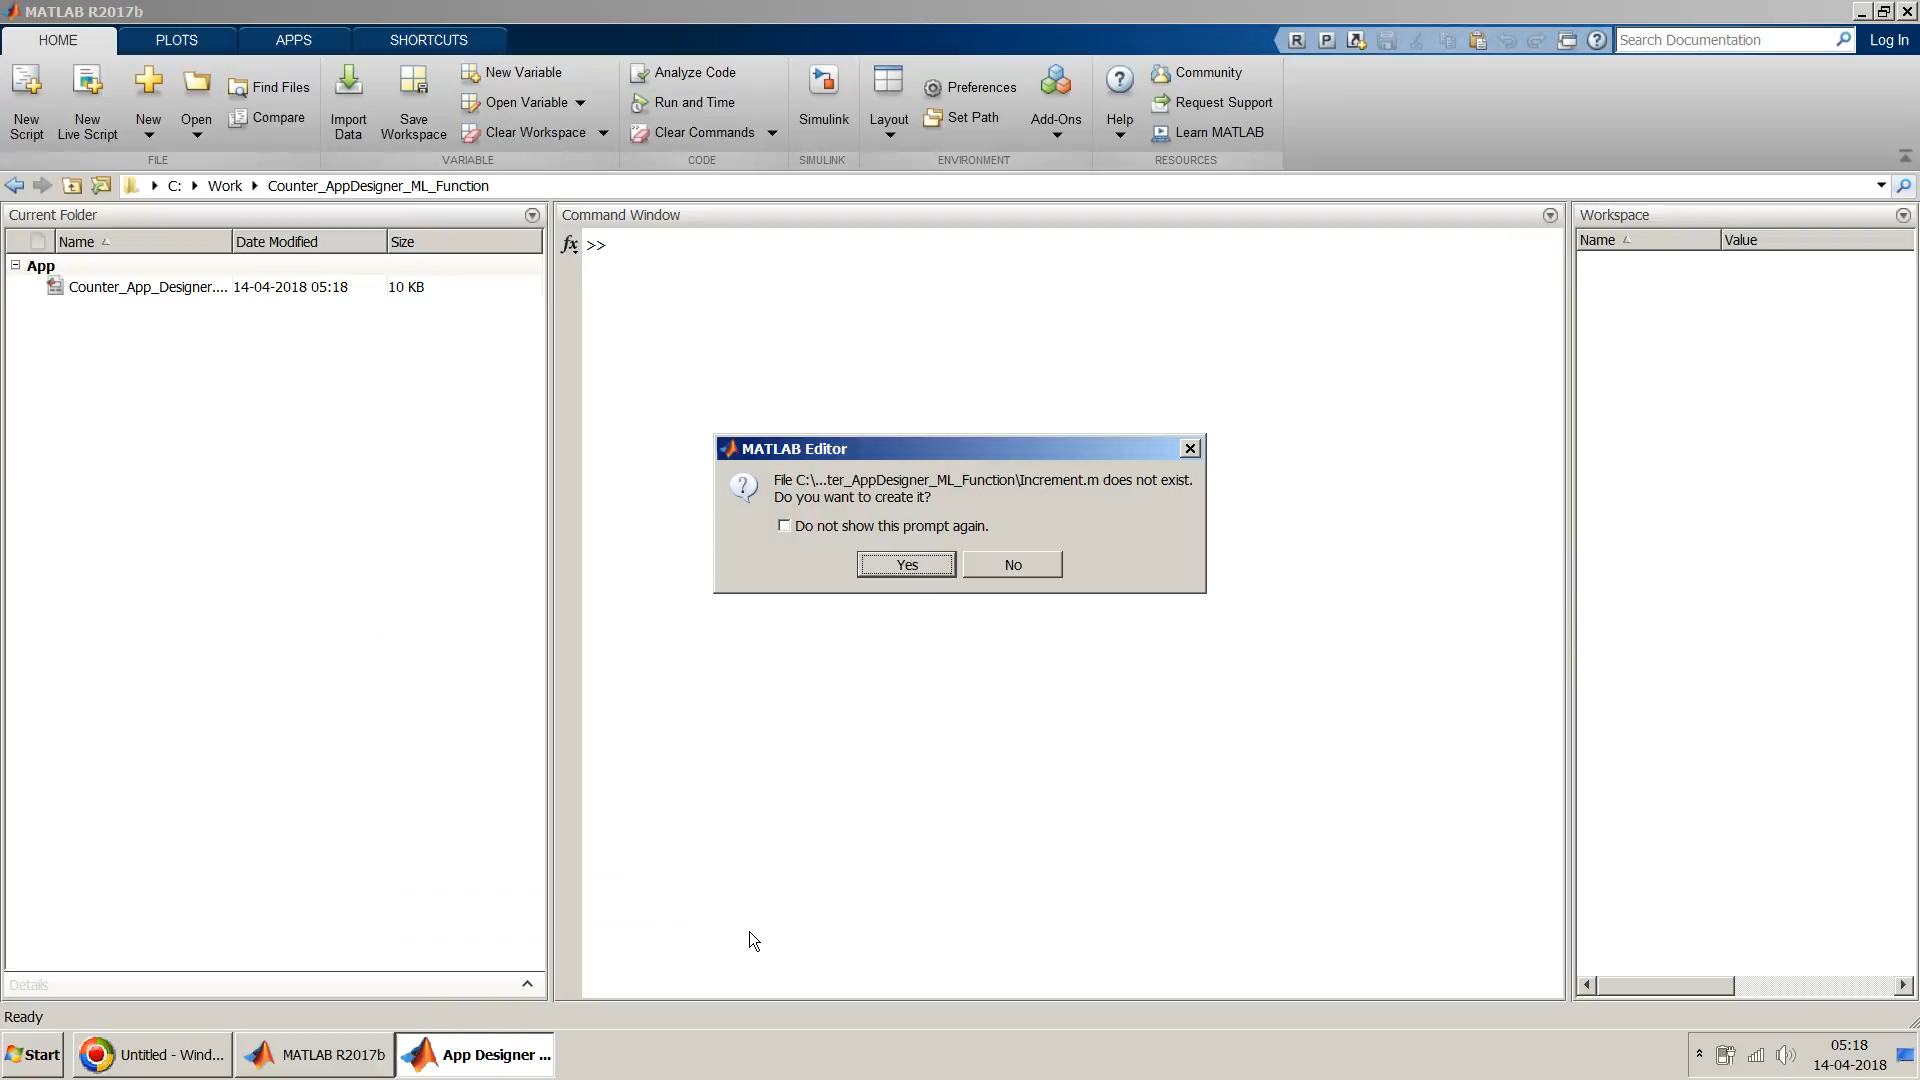 MATLAB R2017b
HOME
PLOTS
APPS
SHORTCUTS
Search Documentation
Log In
New Script
New Live Script
New
Open
Find Files
Compare
Import Data
Save Workspace
New Variable
Open Variable
Clear Workspace
Analyze Code
Run and Time
Clear Commands
Simulink
Layout
Preferences
Set Path
Add-Ons
Help
Community
Request Support
Learn MATLAB
FILE
VARIABLE
CODE
SIMULINK
ENVIRONMENT
RESOURCES
C: Work Counter_AppDesigner_ML_Function
Current Folder
Name
Date Modified
Size
App
Counter_App_Designer.... 14-04-2018 05:18 10 KB
Details
Command Window
fx >>
Workspace
Name
Value
MATLAB Editor
File C:\...ter_AppDesigner_ML_Function\Increment.m does not exist.
Do you want to create it?
Do not show this prompt again.
Yes
No
Ready
Start
Untitled - Wind...
MATLAB R2017b
App Designer ...
05:18
14-04-2018